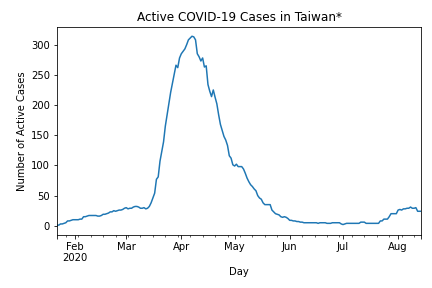 Active COVID-19 Cases in Taiwan*
Number of Active Cases
300
250
200
150
100
50
0
Feb Mar Apr May Jun Jul Aug
2020
Day